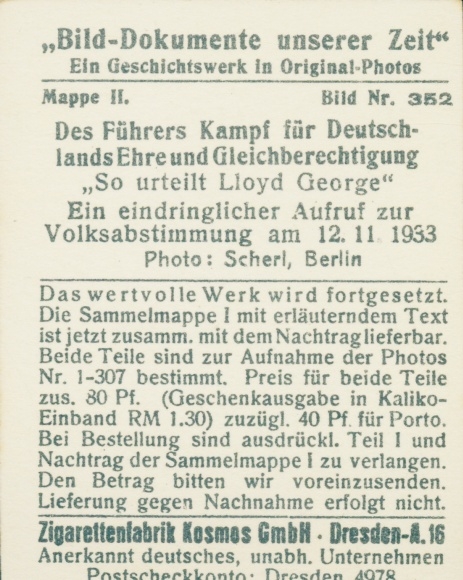 „Bild-Dokumente unserer Zeit“
Ein Geschichtswerk in Original-Photos
Mappe II. Bild Nr. 352
Des Führers Kampf für Deutsch-
lands Ehre und Gleichberechtigung
„So urteilt Lloyd George“
Ein eindringlicher Aufruf zur
Volksabstimmung am 12. 11 1933
Photo: Scherl, Berlin
Das wertvolle Werk wird fortgesetzt.
Die Sammelmappe I mit erläuterndem Text
ist jetzt zusamm. mit dem Nachtrag lieferbar.
Beide Teile sind zur Aufnahme der Photos
Nr. 1-307 bestimmt. Preis für beide Teile
zus. 80 Pf. (Geschenkausgabe in Kaliko-
Einband RM 1.30) zuzügl. 40 Pf. für Porto.
Bei Bestellung sind ausdrückl. Teil I und
Nachtrag der Sammelmappe I zu verlangen.
Den Betrag bitten wir voreinzusenden.
Lieferung gegen Nachnahme erfolgt nicht.
Zigarettenfabrik Kosmos GmbH · Dresden-A. 16
Anerkannt deutsches, unabh. Unternehmen
Postscheckkonto: Dresden 4978